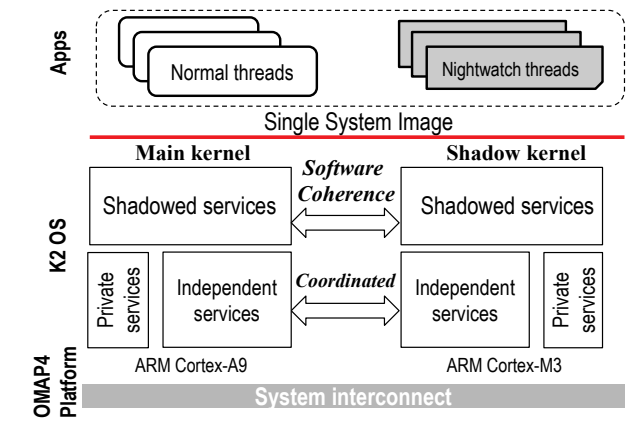 Apps
Normal threads
Nightwatch threads
Single System Image
K2 OS
Main kernel
Shadow kernel
Software
Coherence
Shadowed services
Shadowed services
Private
services
Independent
services
Coordinated
Independent
services
Private
services
OMAP4
Platform
ARM Cortex-A9
ARM Cortex-M3
System interconnect